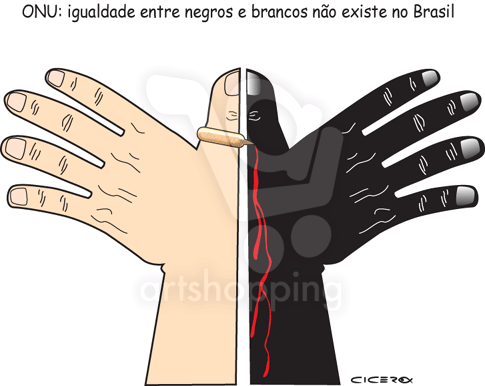 ONU: igualdade entre negros e brancos não existe no Brasil
artshopping
CICERO